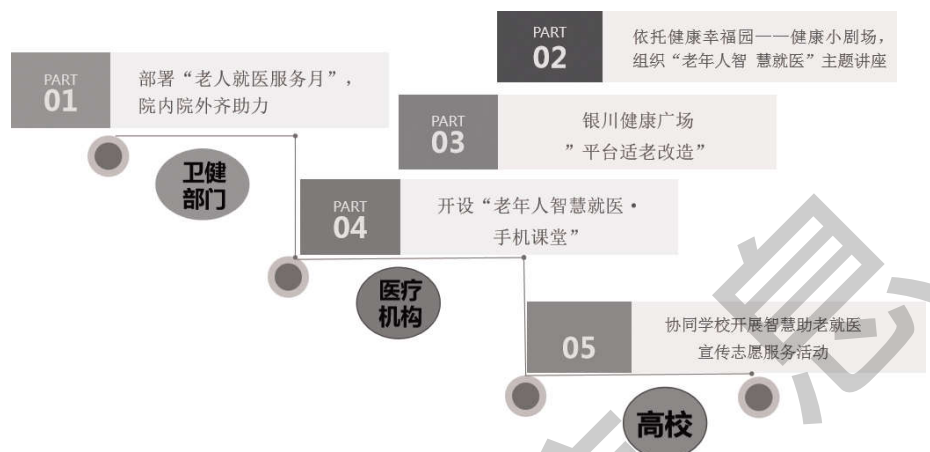 PART
01
部署“老人就医服务月”,
院内院外齐助力
PART
02
依托健康幸福园——健康小剧场,
组织“老年人智 慧就医”主题讲座
PART
03
银川健康广场
”平台适老改造”
卫健
部门
PART
04
开设“老年人智慧就医·
手机课堂”
医疗
机构
05
协同学校开展智慧助老就医
宣传志愿服务活动
高校
息